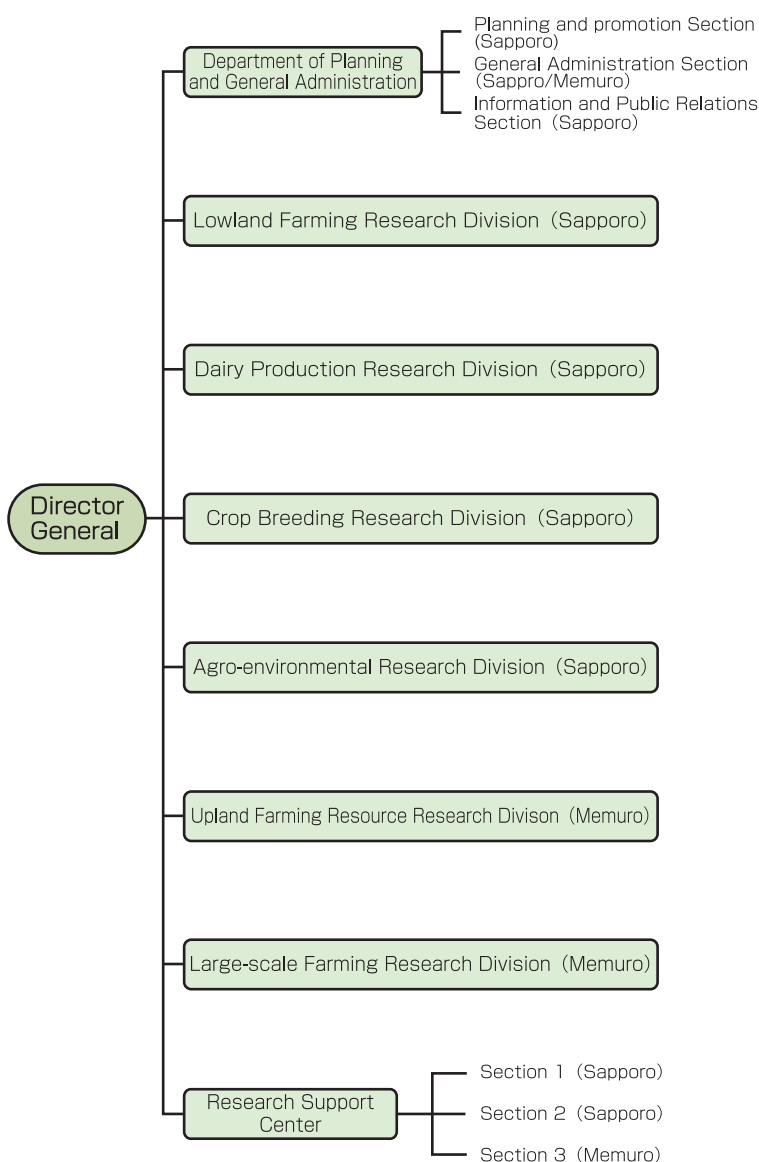 Planning and promotion Section
(Sapporo)
Department of Planning
and General Administration
General Administration Section
(Sappro/Memuro)
Information and Public Relations
Section (Sapporo)
Lowland Farming Research Division (Sapporo)
Dairy Production Research Division (Sapporo)
Director
General
Crop Breeding Research Division (Sapporo)
Agro-environmental Research Division (Sapporo)
Upland Farming Resource Research Divison (Memuro)
Large-scale Farming Research Division (Memuro)
Research Support
Center
Section 1 (Sapporo)
Section 2 (Sapporo)
Section 3 (Memuro)